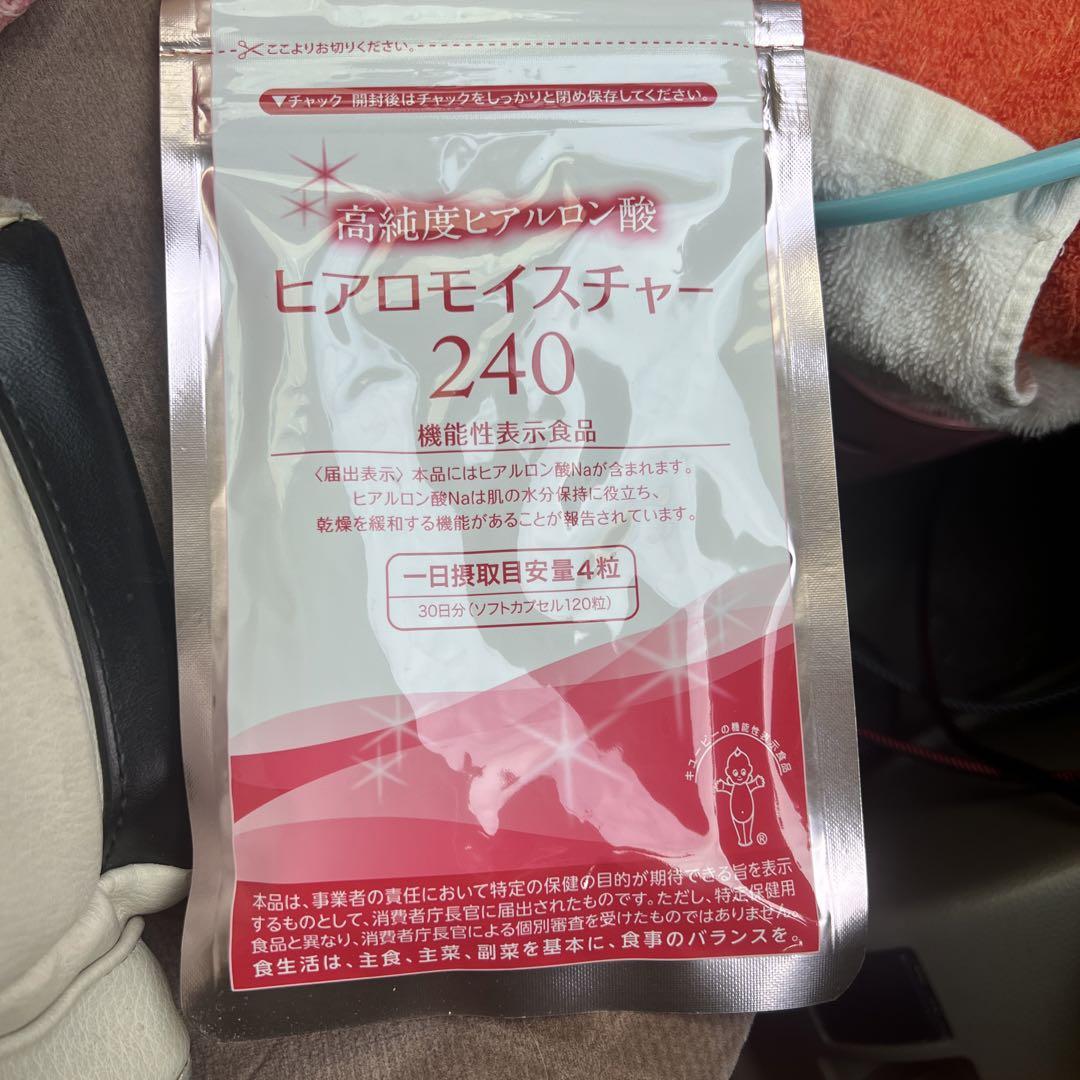 ここよりお切りください。
▼チャック 開封後はチャックをしっかりと閉め保存してください。
高純度ヒアルロン酸
ヒアロモイスチャー
240
機能性表示食品
〈届出表示〉本品にはヒアルロン酸Naが含まれます。
ヒアルロン酸Naは肌の水分保持に役立ち、
乾燥を緩和する機能があることが報告されています。
一日摂取目安量4粒
30日分(ソフトカプセル120粒)
キユーピーの機能性表示食品
®
本品は、事業者の責任において特定の保健の目的が期待できる旨を表示
するものとして、消費者庁長官に届出されたものです。ただし、特定保健用
食品と異なり、消費者庁長官による個別審査を受けたものではありません。
食生活は、主食、主菜、副菜を基本に、食事のバランスを。